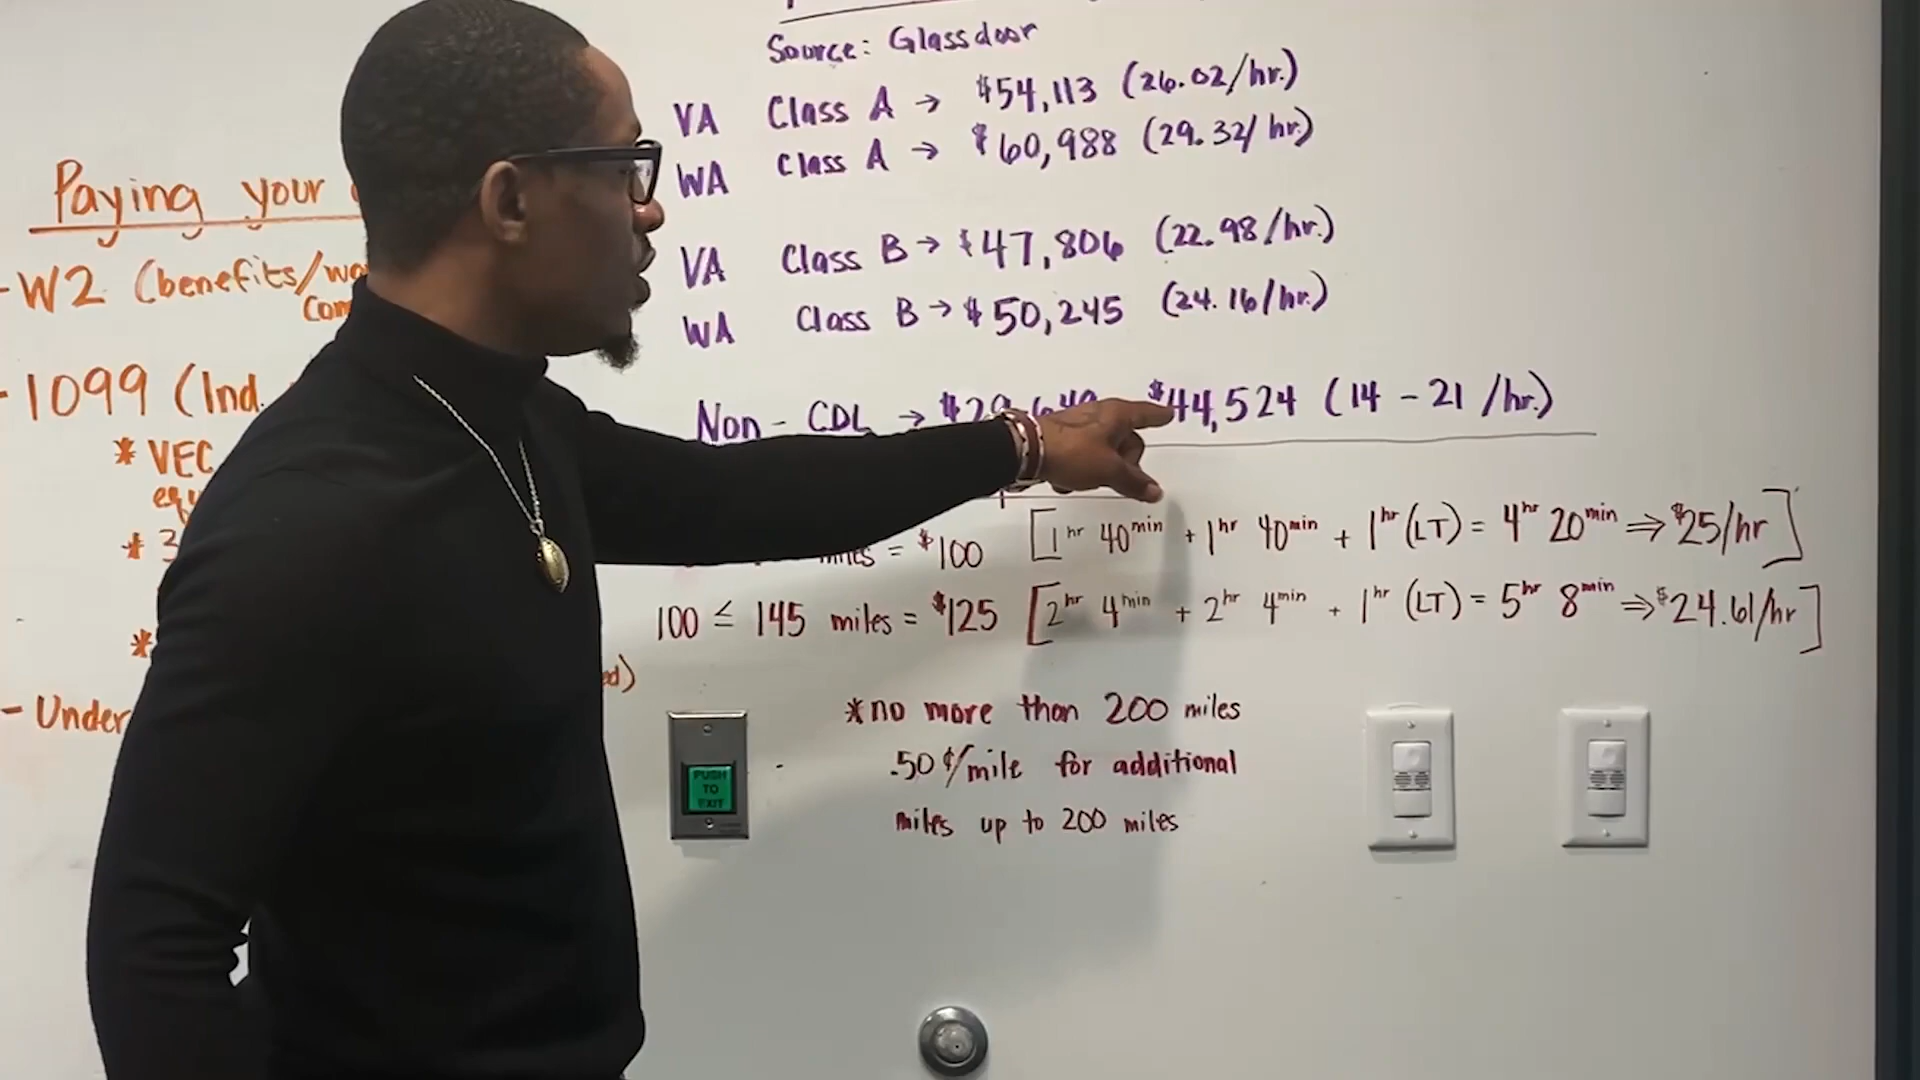 Paying your
-W2 (benefits/
- 1099 (Ind.
* VEC
* 3
*
- Under
Source: Glassdoor
VA Class A → $54,113 (26.02/hr.)
WA Class A → $60,988 (29.32/hr.)
VA Class B → $47,806 (22.98/hr.)
WA Class B → $50,245 (24.16/hr.)
Non - CDL → $44,524 (14 - 21 /hr.)
= $100 [1hr 40min + 1hr 40min + 1hr (LT) = 4hr 20min ⇒ $25/hr]
100 ≤ 145 miles = $125 [2hr 4min + 2hr 4min + 1hr (LT) = 5hr 8min ⇒ $24.61/hr]
*no more than 200 miles
.50¢/mile for additional
miles up to 200 miles
PUSH
TO
EXIT